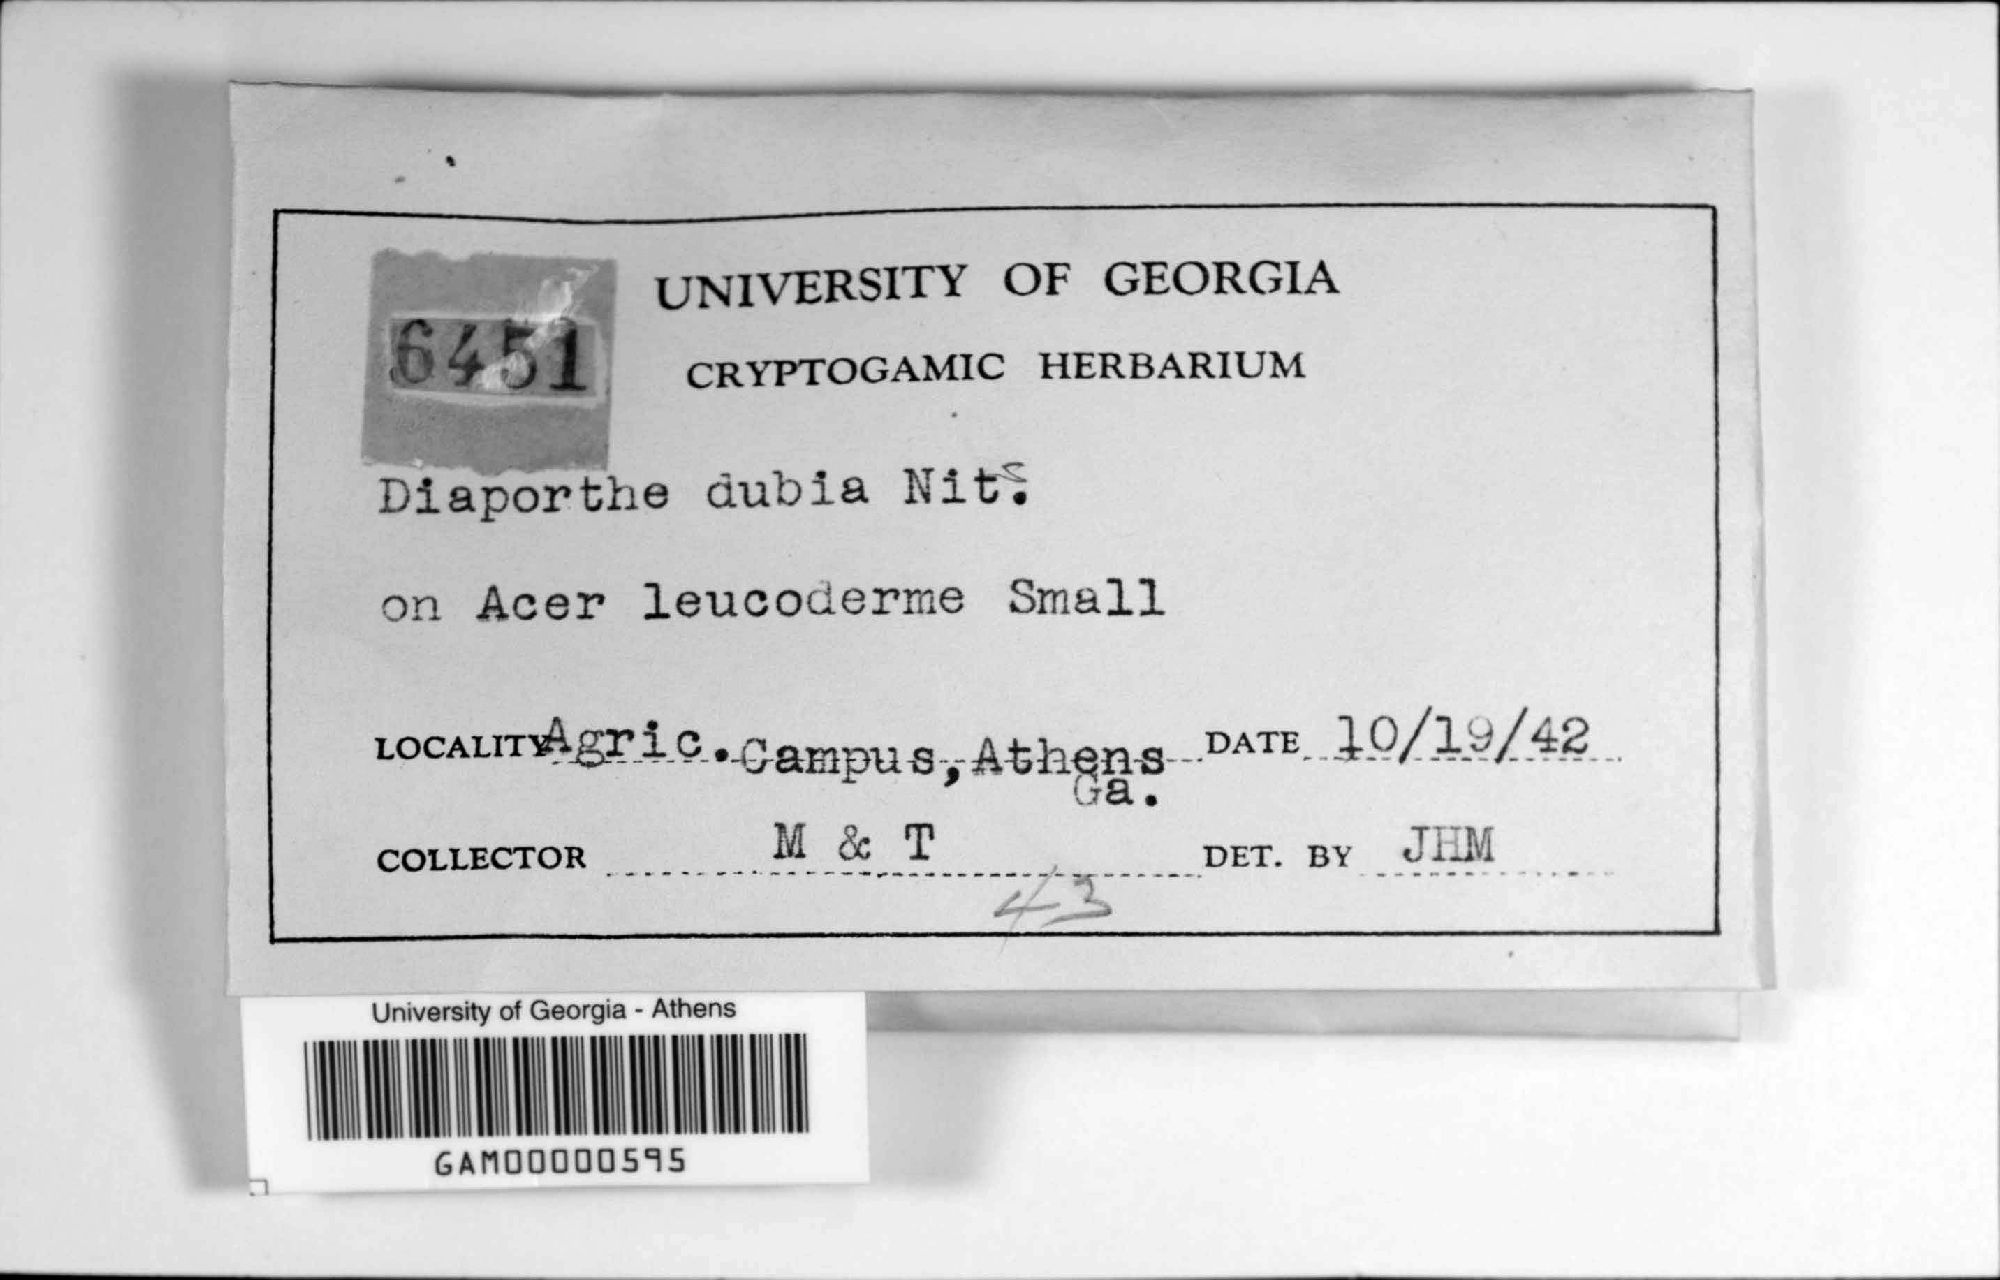 6451
UNIVERSITY OF GEORGIA
CRYPTOGAMIC HERBARIUM
Diaporthe dubia Nits.
on Acer leucoderme Small
LOCALITY Agric. Campus, Athens DATE 10/19/42
Ga.
COLLECTOR M & T DET. BY JHM
43
University of Georgia - Athens
GAM00000595